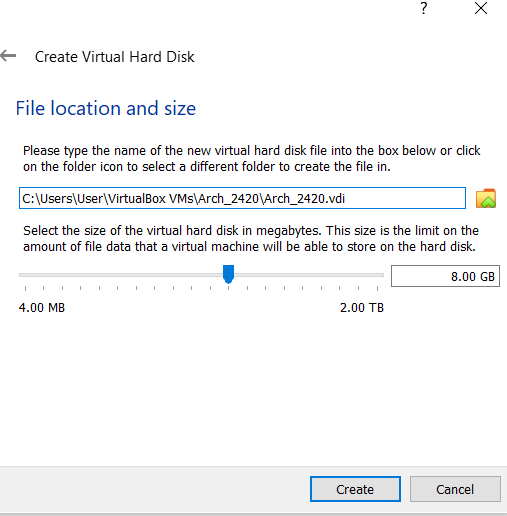 ?
Create Virtual Hard Disk
File location and size
Please type the name of the new virtual hard disk file into the box below or click
on the folder icon to select a different folder to create the file in.
C:\Users\User\VirtualBox VMs\Arch_2420\Arch_2420.vdi
Select the size of the virtual hard disk in megabytes. This size is the limit on the
amount of file data that a virtual machine will be able to store on the hard disk.
8.00 GB
4.00 MB
2.00 TB
Create
Cancel